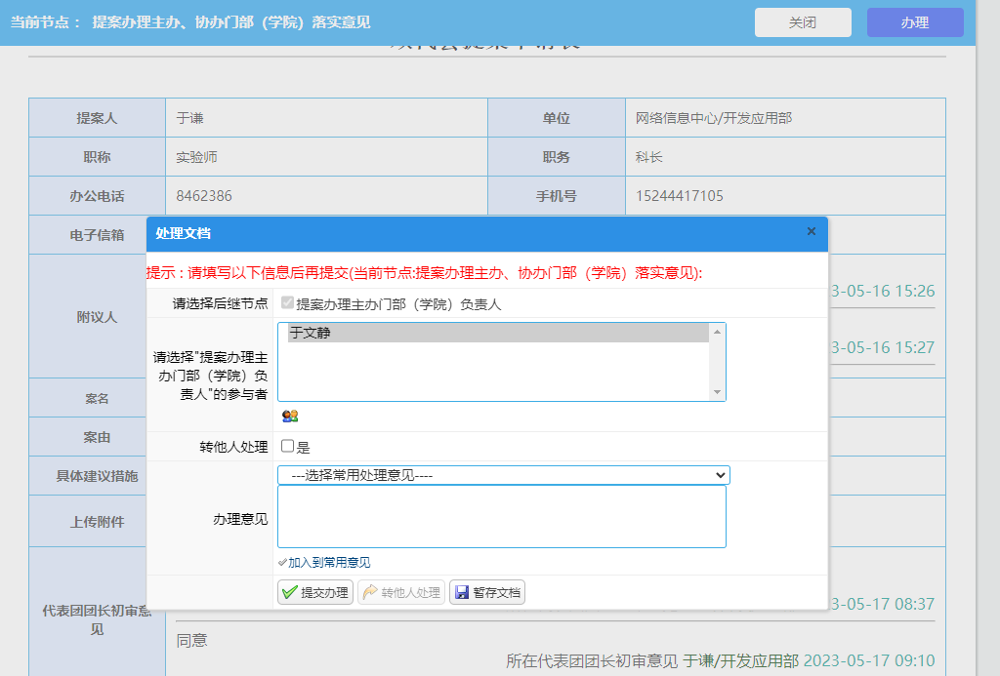 当前节点： 提案办理主办、协办门部（学院）落实意见
关闭
办理
提案人 于谦 单位 网络信息中心/开发应用部
职称 实验师 职务 科长
办公电话 8462386 手机号 15244417105
电子信箱
处理文档 ×
提示：请填写以下信息后再提交(当前节点:提案办理主办、协办门部（学院）落实意见):
请选择后继节点 提案办理主办门部（学院）负责人
请选择"提案办理主
办门部（学院）负
责人"的参与者
于文静
转他人处理 是
办理意见
---选择常用处理意见----
加入到常用意见
提交办理 转他人处理 暂存文档
附议人
3-05-16 15:26
3-05-16 15:27
案名
案由
具体建议措施
上传附件
代表团团长初审意
见
3-05-17 08:37
同意
所在代表团团长初审意见 于谦/开发应用部 2023-05-17 09:10